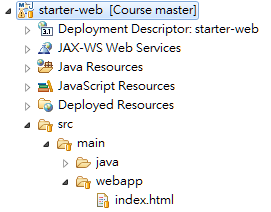 starter-web [Course master]
Deployment Descriptor: starter-web
JAX-WS Web Services
Java Resources
JavaScript Resources
Deployed Resources
src
main
java
webapp
index.html